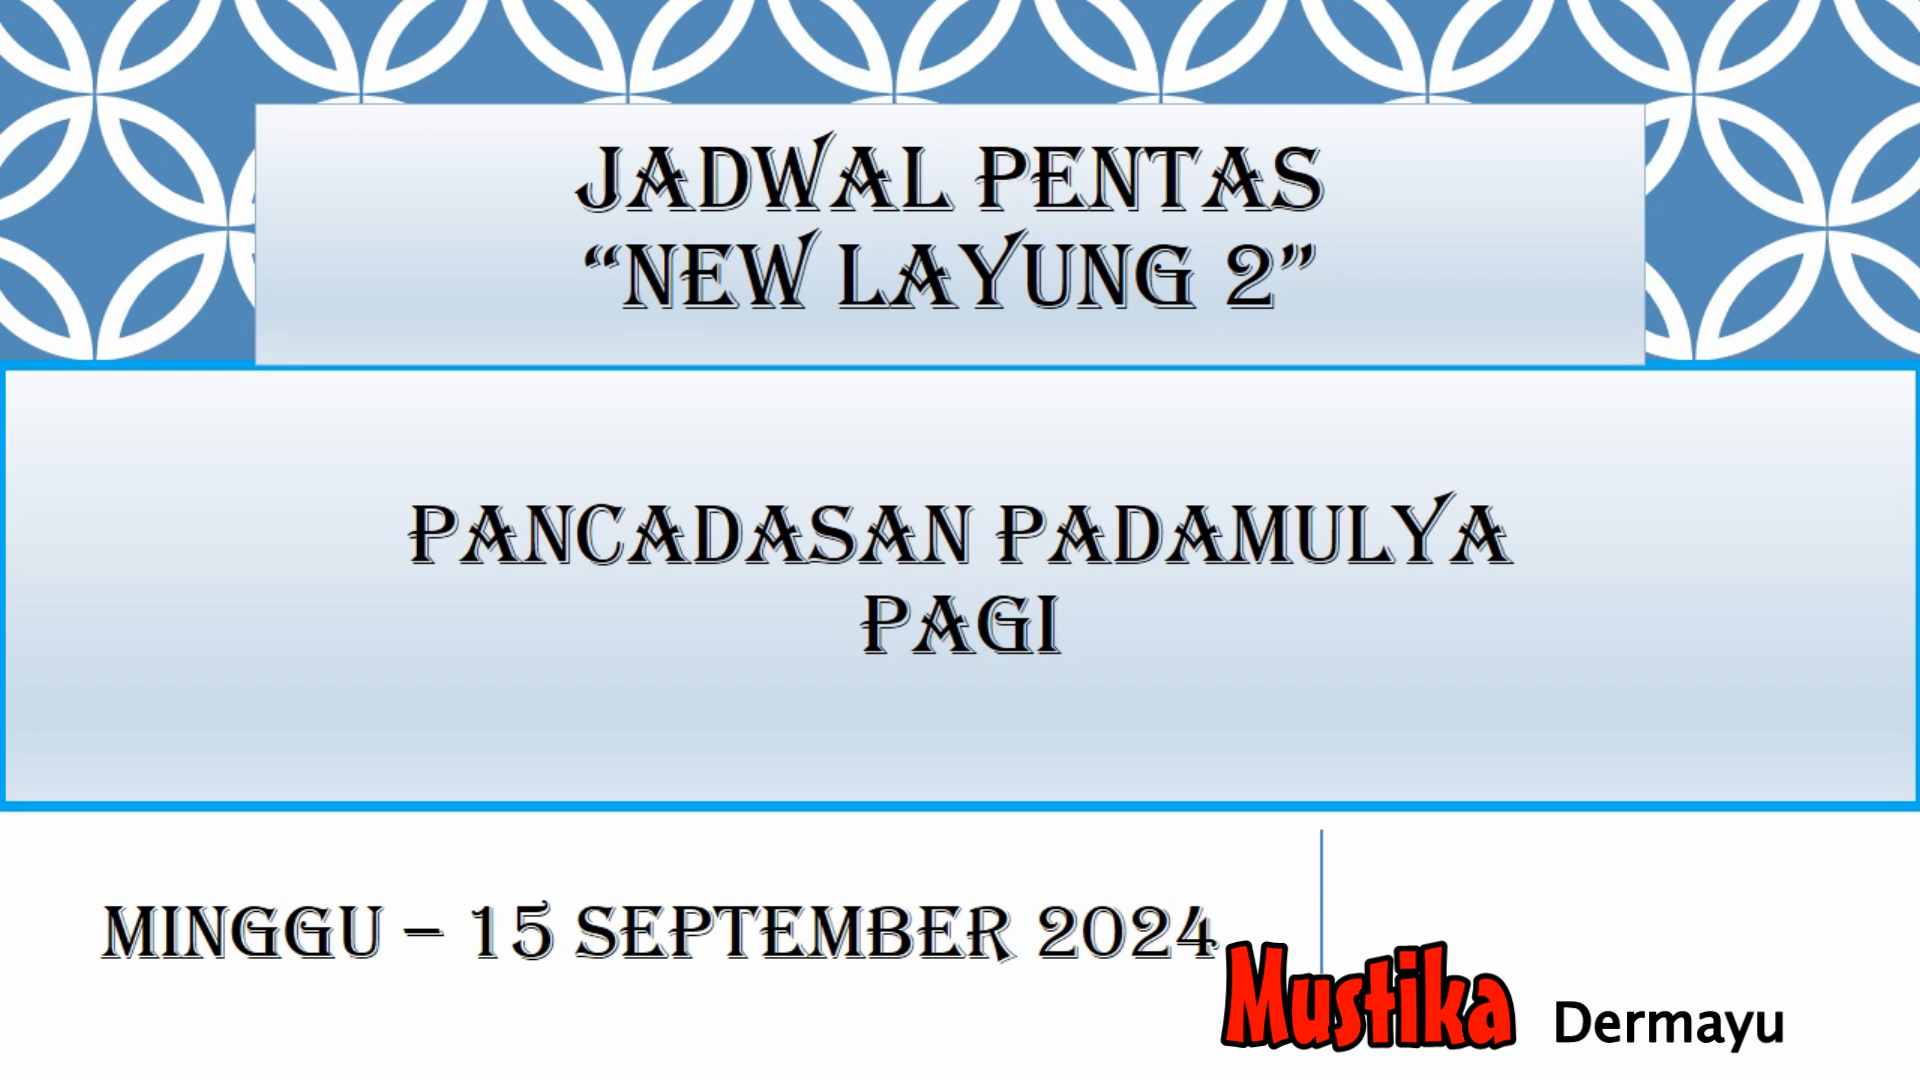 JADWAL PENTAS
“NEW LAYUNG 2”
PANCADASAN PADAMULYA
PAGI
MINGGU – 15 SEPTEMBER 2024
Mustika Dermayu